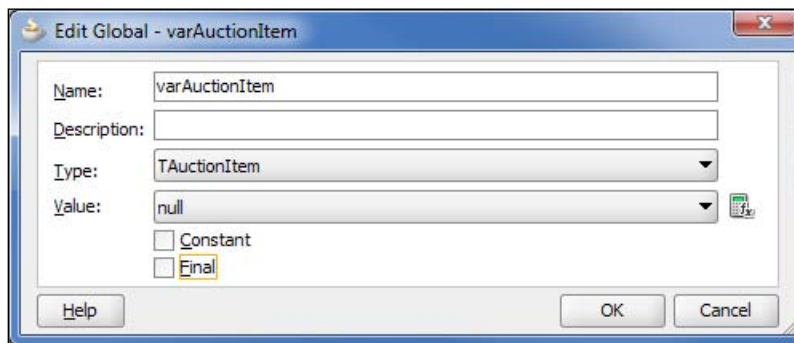 Edit Global - varAuctionItem
Name: varAuctionItem
Description:
Type: TAuctionItem
Value: null
Constant
Final
Help OK Cancel